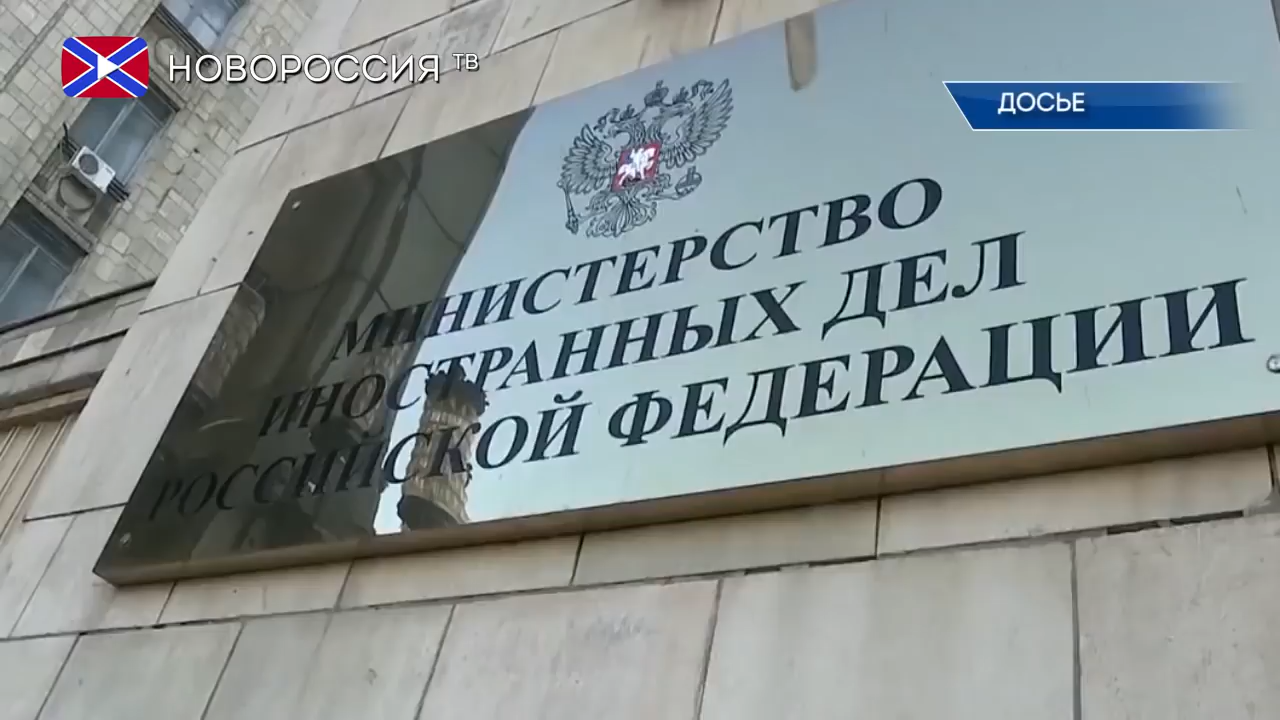 НОВОРОССИЯ ТВ
ДОСЬЕ
МИНИСТЕРСТВО
ИНОСТРАННЫХ ДЕЛ
РОССИЙСКОЙ ФЕДЕРАЦИИ